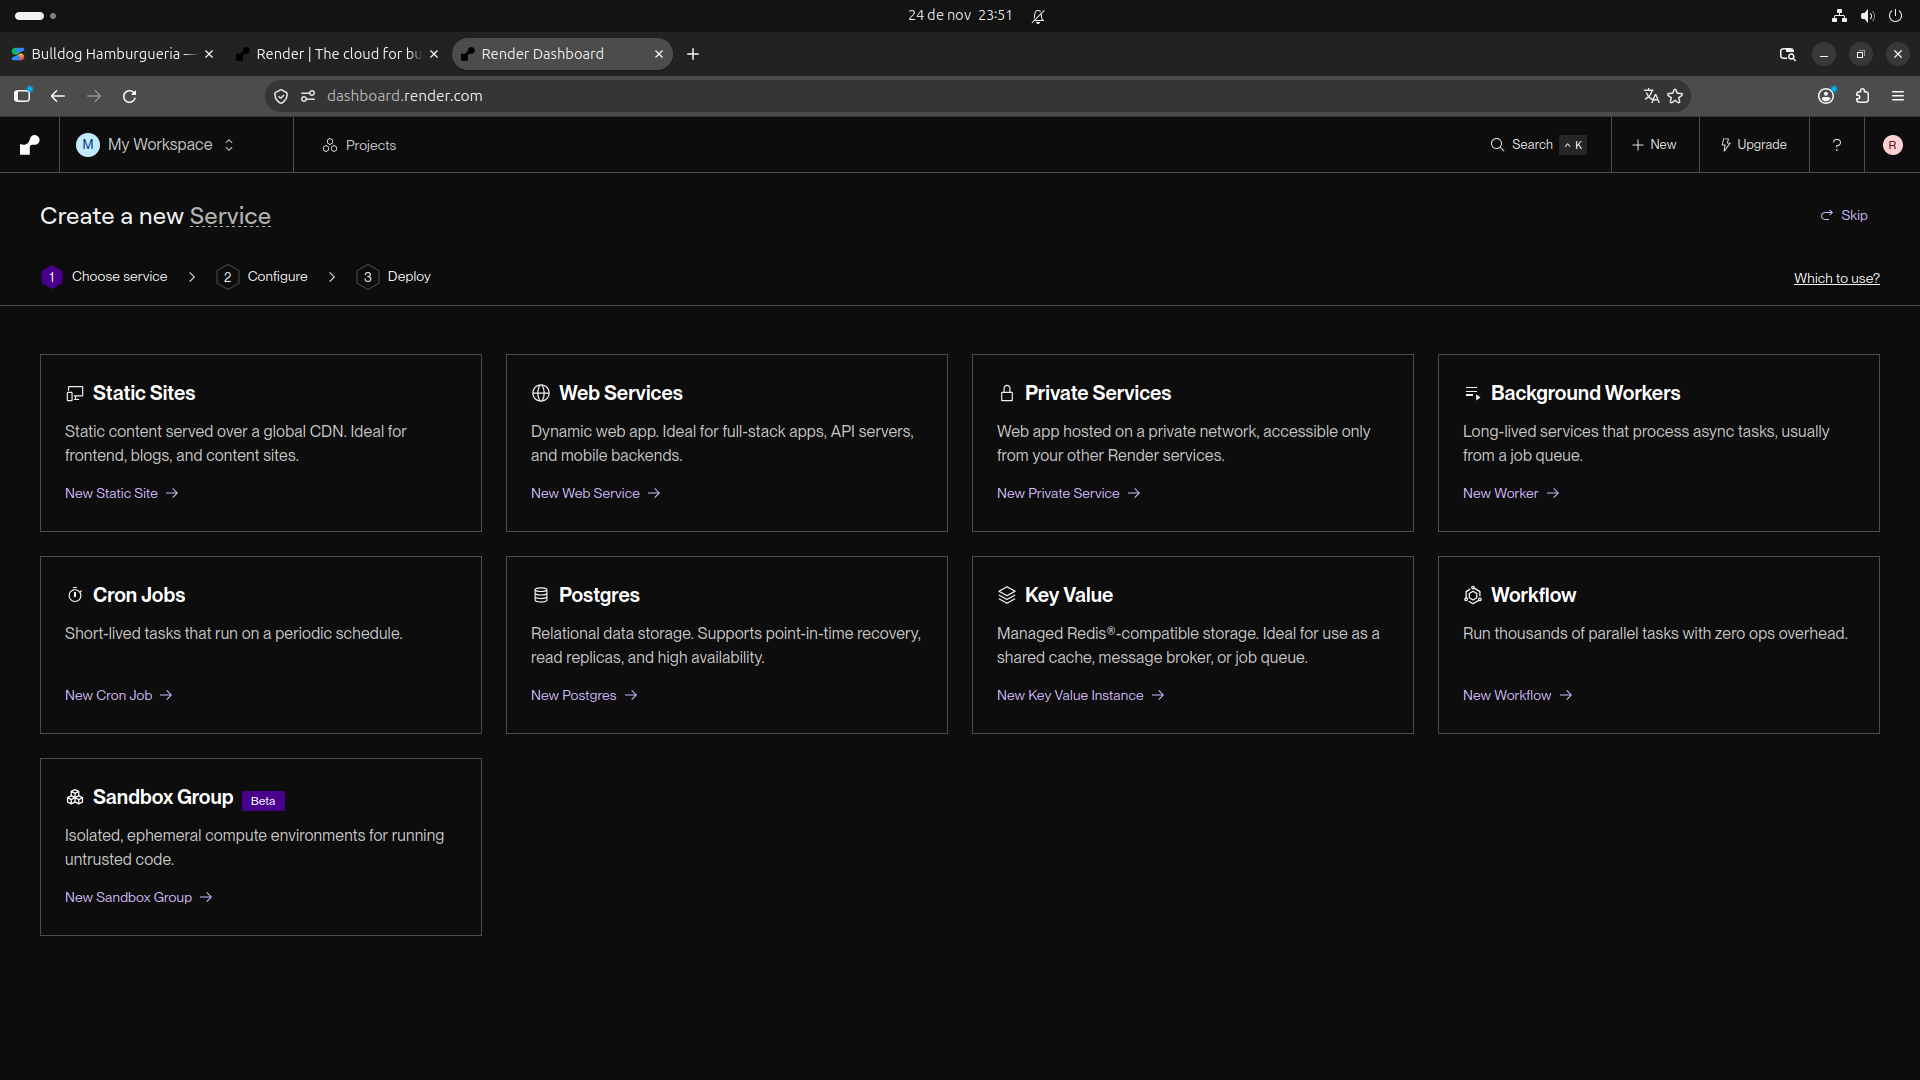 24 de nov 23:51
Bulldog Hamburgueria —
Render | The cloud for bu
Render Dashboard
dashboard.render.com
M My Workspace
Projects
Search ^ K
New
Upgrade
?
R
Create a new Service
Skip
1 Choose service
2 Configure
3 Deploy
Which to use?
Static Sites
Static content served over a global CDN. Ideal for
frontend, blogs, and content sites.
New Static Site →
Web Services
Dynamic web app. Ideal for full-stack apps, API servers,
and mobile backends.
New Web Service →
Private Services
Web app hosted on a private network, accessible only
from your other Render services.
New Private Service →
Background Workers
Long-lived services that process async tasks, usually
from a job queue.
New Worker →
Cron Jobs
Short-lived tasks that run on a periodic schedule.
New Cron Job →
Postgres
Relational data storage. Supports point-in-time recovery,
read replicas, and high availability.
New Postgres →
Key Value
Managed Redis®-compatible storage. Ideal for use as a
shared cache, message broker, or job queue.
New Key Value Instance →
Workflow
Run thousands of parallel tasks with zero ops overhead.
New Workflow →
Sandbox Group Beta
Isolated, ephemeral compute environments for running
untrusted code.
New Sandbox Group →